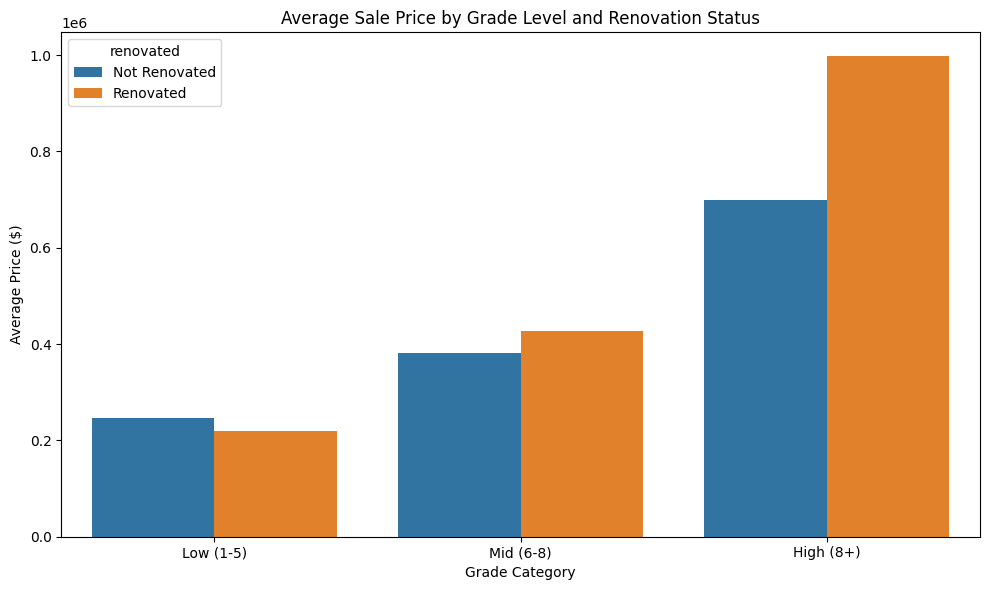 Average Sale Price by Grade Level and Renovation Status
1e6
renovated
Not Renovated
Renovated
1.0
0.8
0.6
0.4
0.2
0.0
Average Price ($)
Low (1-5) Mid (6-8) High (8+)
Grade Category